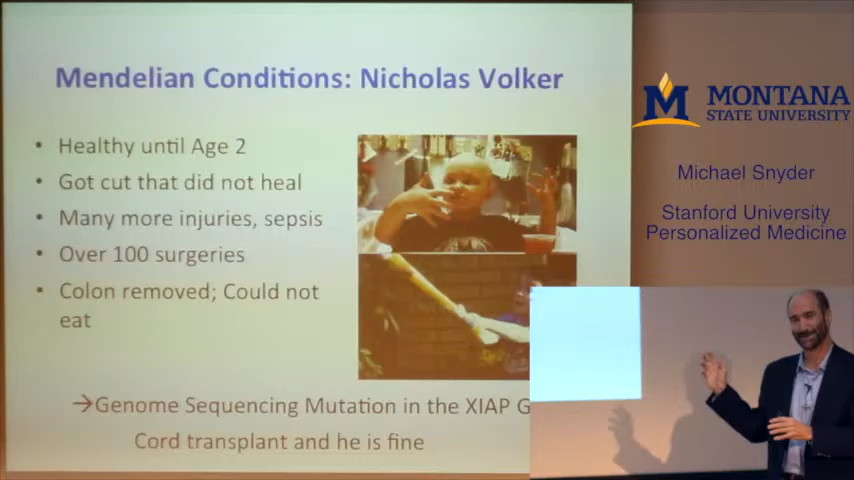 Mendelian Conditions: Nicholas Volker
• Healthy until Age 2
• Got cut that did not heal
• Many more injuries, sepsis
• Over 100 surgeries
• Colon removed; Could not
eat
→Genome Sequencing Mutation in the XIAP G
Cord transplant and he is fine
M MONTANA
STATE UNIVERSITY
Michael Snyder
Stanford University
Personalized Medicine